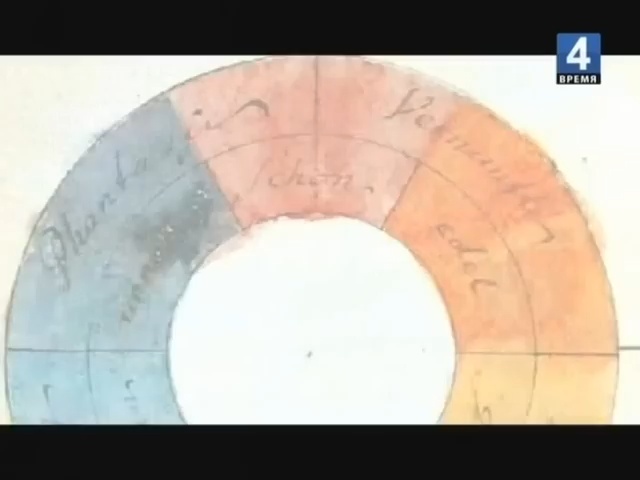 4
ВРЕМЯ
Phantasie
Vernunft
schön.
edel